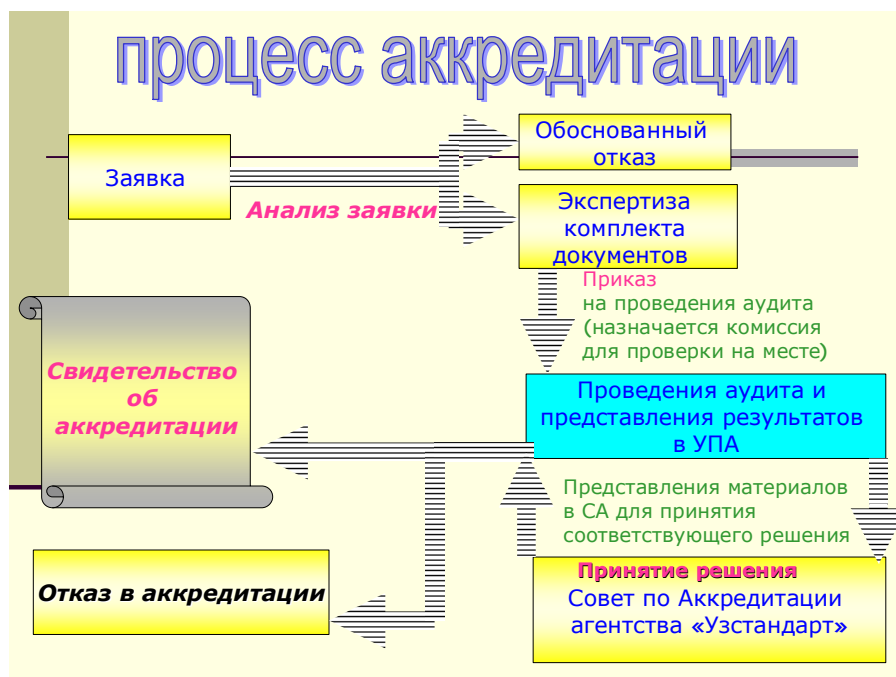 процесс аккредитации
Обоснованный
отказ
Заявка
Анализ заявки
Экспертиза
комплекта
документов
Приказ
на проведения аудита
(назначается комиссия
для проверки на месте)
Свидетельство
об
аккредитации
Проведения аудита и
представления результатов
в УПА
Представления материалов
в СА для принятия
соответствующего решения
Отказ в аккредитации
Принятие решения
Совет по Аккредитации
агентства «Узстандарт»